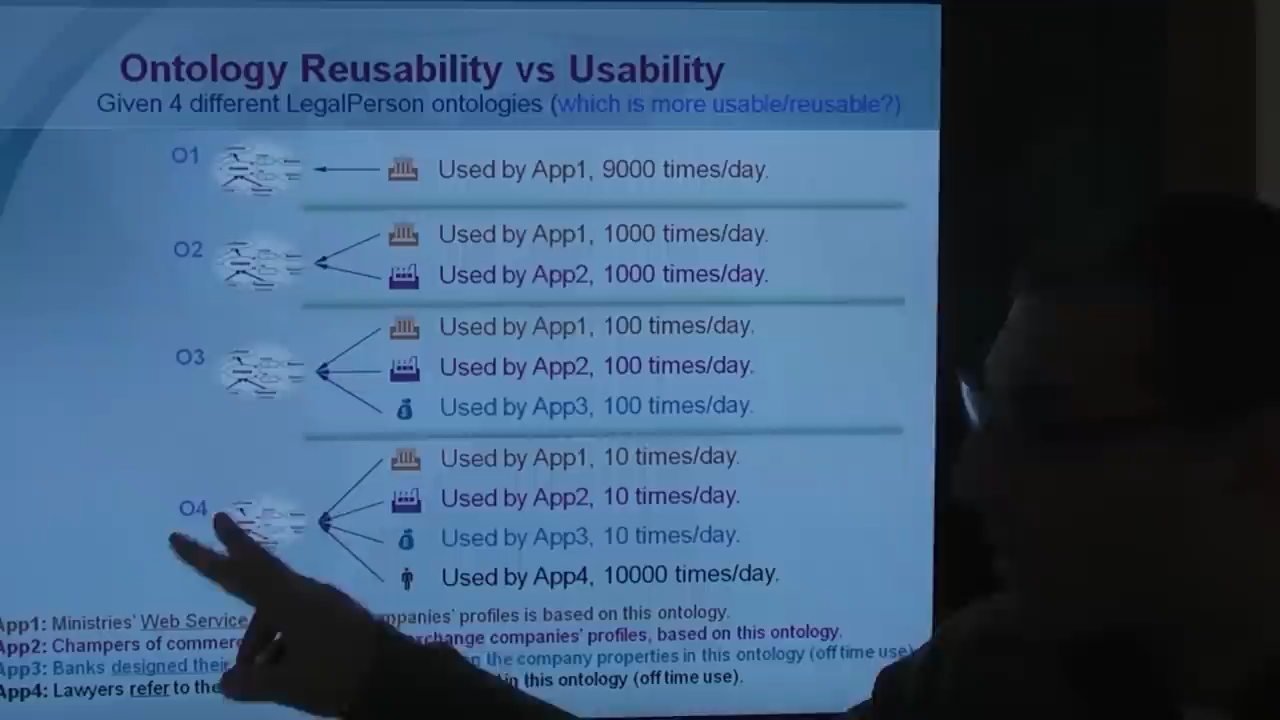 Ontology Reusability vs Usability
Given 4 different LegalPerson ontologies (which is more usable/reusable?)
O1
Used by App1, 9000 times/day.
O2
Used by App1, 1000 times/day.
Used by App2, 1000 times/day.
O3
Used by App1, 100 times/day.
Used by App2, 100 times/day.
Used by App3, 100 times/day.
O4
Used by App1, 10 times/day.
Used by App2, 10 times/day.
Used by App3, 10 times/day.
Used by App4, 10000 times/day.
App1: Ministries' Web Service companies' profiles is based on this ontology.
App2: Champers of commer exchange companies' profiles, based on this ontology.
App3: Banks designed their the company properties in this ontology (off time use)
App4: Lawyers refer to the in this ontology (off time use).